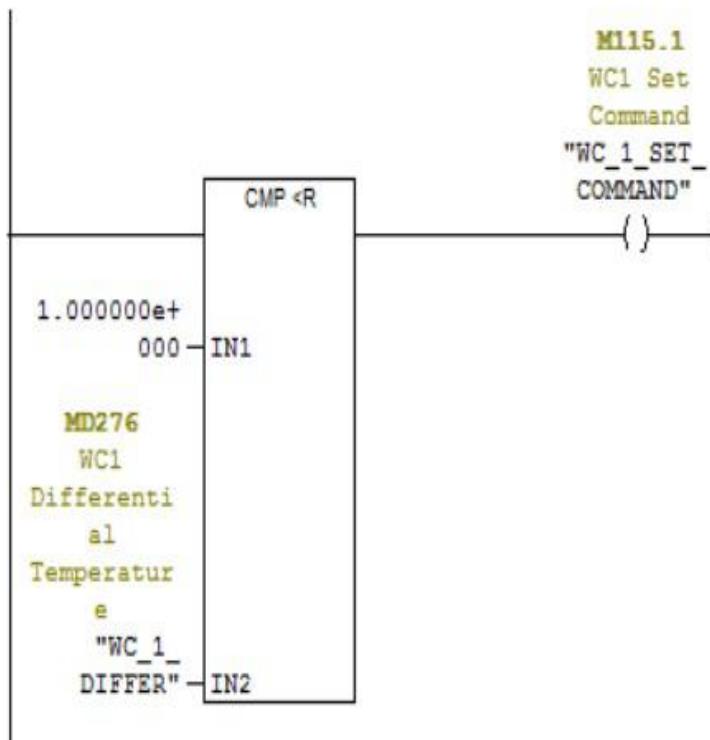 M115.1
WC1 Set
Command
"WC_1_SET_
COMMAND"
CMP <R
1.000000e+
000
IN1
MD276
WC1
Differenti
al
Temperatur
e
"WC_1_
DIFFER"
IN2